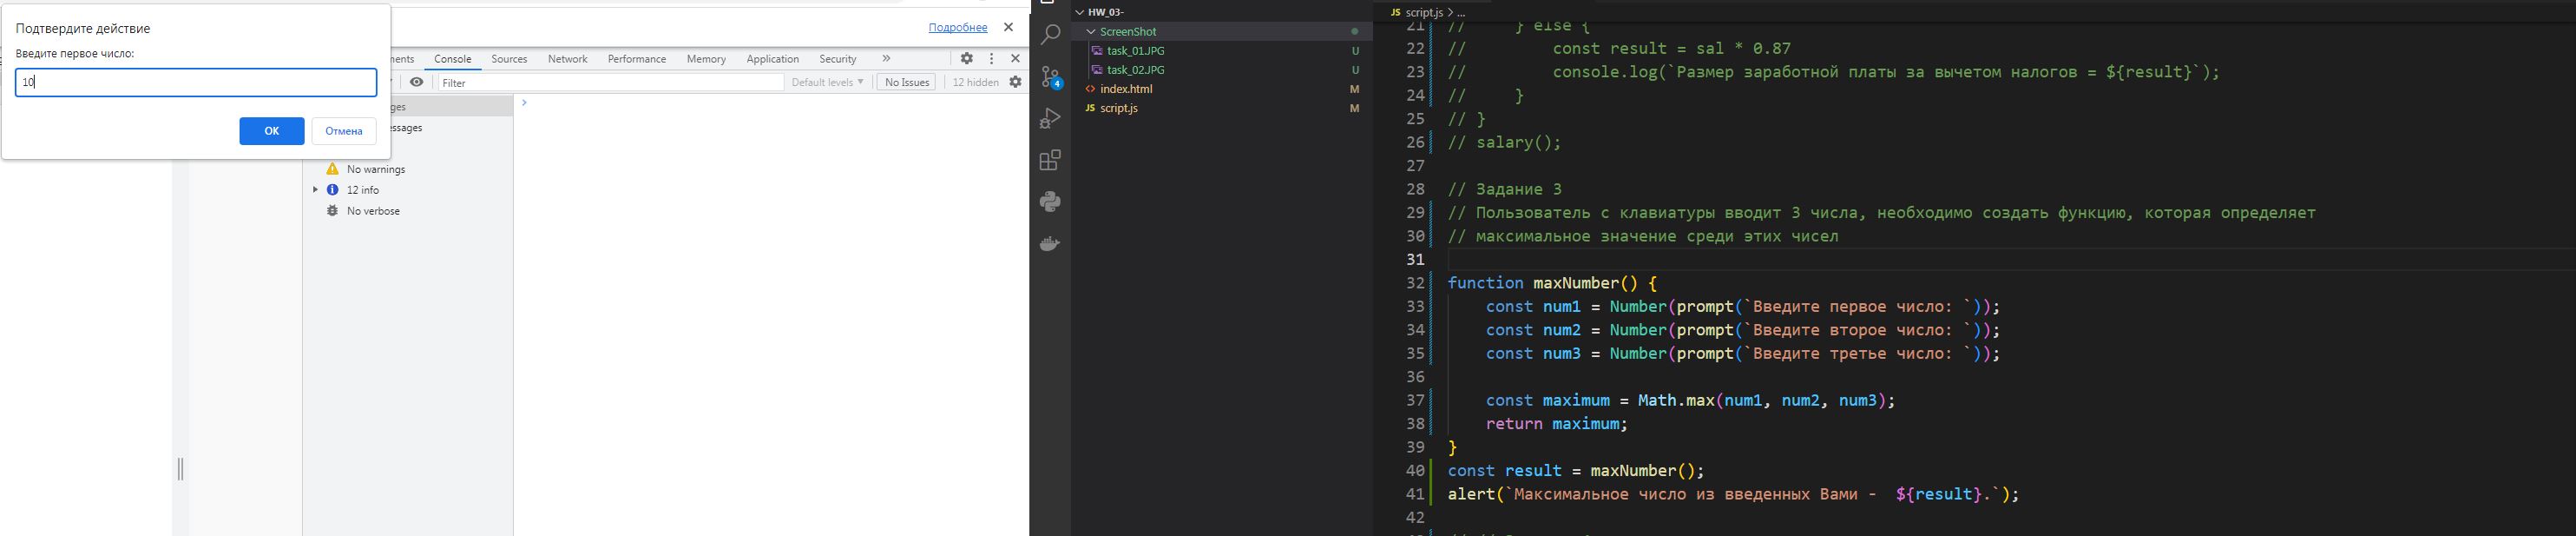 Подтвердите действие
Введите первое число:
10
OK
Отмена
Подробнее
ments Console Sources Network Performance Memory Application Security »
Filter
Default levels ▼
No Issues
12 hidden
ges
essages
No warnings
12 info
No verbose
>
HW_03-
ScreenShot
task_01.JPG U
task_02.JPG U
<> index.html M
JS script.js M
4
JS script.js > ...
21 // } else {
22 // const result = sal * 0.87
23 // console.log(`Размер заработной платы за вычетом налогов = ${result}`);
24 // }
25 // }
26 // salary();
27
28 // Задание 3
29 // Пользователь с клавиатуры вводит 3 числа, необходимо создать функцию, которая определяет
30 // максимальное значение среди этих чисел
31
32 function maxNumber() {
33 const num1 = Number(prompt(`Введите первое число: `));
34 const num2 = Number(prompt(`Введите второе число: `));
35 const num3 = Number(prompt(`Введите третье число: `));
36
37 const maximum = Math.max(num1, num2, num3);
38 return maximum;
39 }
40 const result = maxNumber();
41 alert(`Максимальное число из введенных Вами -  ${result}.`);
42